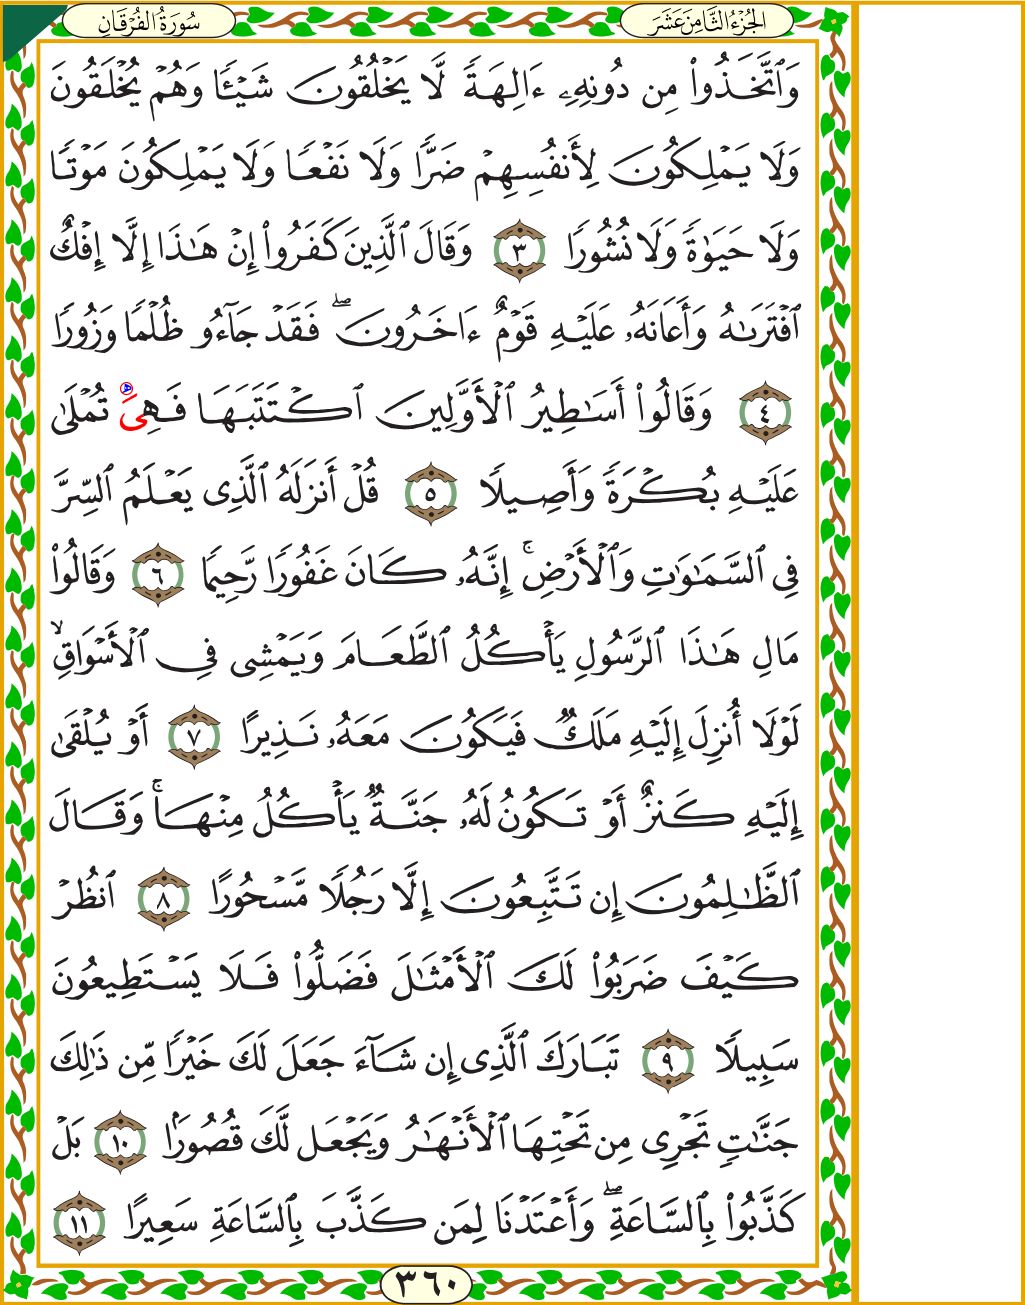 الجُزْءُ الثَّامِنَ عَشَرَ
سُورَةُ الفُرْقَانِ
وَٱتَّخَذُوا۟ مِن دُونِهِۦٓ ءَالِهَةًۭ لَّا يَخْلُقُونَ شَيْـًۭٔا وَهُمْ يُخْلَقُونَ
وَلَا يَمْلِكُونَ لِأَنفُسِهِمْ ضَرًّۭا وَلَا نَفْعًۭا وَلَا يَمْلِكُونَ مَوْتًۭا
وَلَا حَيَوٰةًۭ وَلَا نُشُورًۭا ٣ وَقَالَ ٱلَّذِينَ كَفَرُوٓا۟ إِنْ هَـٰذَآ إِلَّآ إِفْكٌ
ٱفْتَرَىٰهُ وَأَعَانَهُۥ عَلَيْهِ قَوْمٌ ءَاخَرُونَ ۖ فَقَدْ جَآءُو ظُلْمًۭا وَزُورًۭا
٤ وَقَالُوٓا۟ أَسَـٰطِيرُ ٱلْأَوَّلِينَ ٱكْتَتَبَهَا فَهِىَ تُمْلَىٰ
عَلَيْهِ بُكْرَةًۭ وَأَصِيلًۭا ٥ قُلْ أَنزَلَهُ ٱلَّذِى يَعْلَمُ ٱلسِّرَّ
فِى ٱلسَّمَـٰوَٰتِ وَٱلْأَرْضِ ۚ إِنَّهُۥ كَانَ غَفُورًۭا رَّحِيمًۭا ٦ وَقَالُوا۟
مَالِ هَـٰذَا ٱلرَّسُولِ يَأْكُلُ ٱلطَّعَامَ وَيَمْشِى فِى ٱلْأَسْوَاقِ ۙ
لَوْلَآ أُنزِلَ إِلَيْهِ مَلَكٌۭ فَيَكُونَ مَعَهُۥ نَذِيرًا ٧ أَوْ يُلْقَىٰٓ
إِلَيْهِ كَنزٌ أَوْ تَكُونُ لَهُۥ جَنَّةٌۭ يَأْكُلُ مِنْهَا ۚ وَقَالَ
ٱلظَّـٰلِمُونَ إِن تَتَّبِعُونَ إِلَّا رَجُلًۭا مَّسْحُورًا ٨ ٱنظُرْ
كَيْفَ ضَرَبُوا۟ لَكَ ٱلْأَمْثَـٰلَ فَضَلُّوا۟ فَلَا يَسْتَطِيعُونَ
سَبِيلًۭا ٩ تَبَارَكَ ٱلَّذِىٓ إِن شَآءَ جَعَلَ لَكَ خَيْرًۭا مِّن ذَٰلِكَ
جَنَّـٰتٍۢ تَجْرِى مِن تَحْتِهَا ٱلْأَنْهَـٰرُ وَيَجْعَل لَّكَ قُصُورًۢا ١٠ بَلْ
كَذَّبُوا۟ بِٱلسَّاعَةِ ۖ وَأَعْتَدْنَا لِمَن كَذَّبَ بِٱلسَّاعَةِ سَعِيرًا ١١
٣٦٠